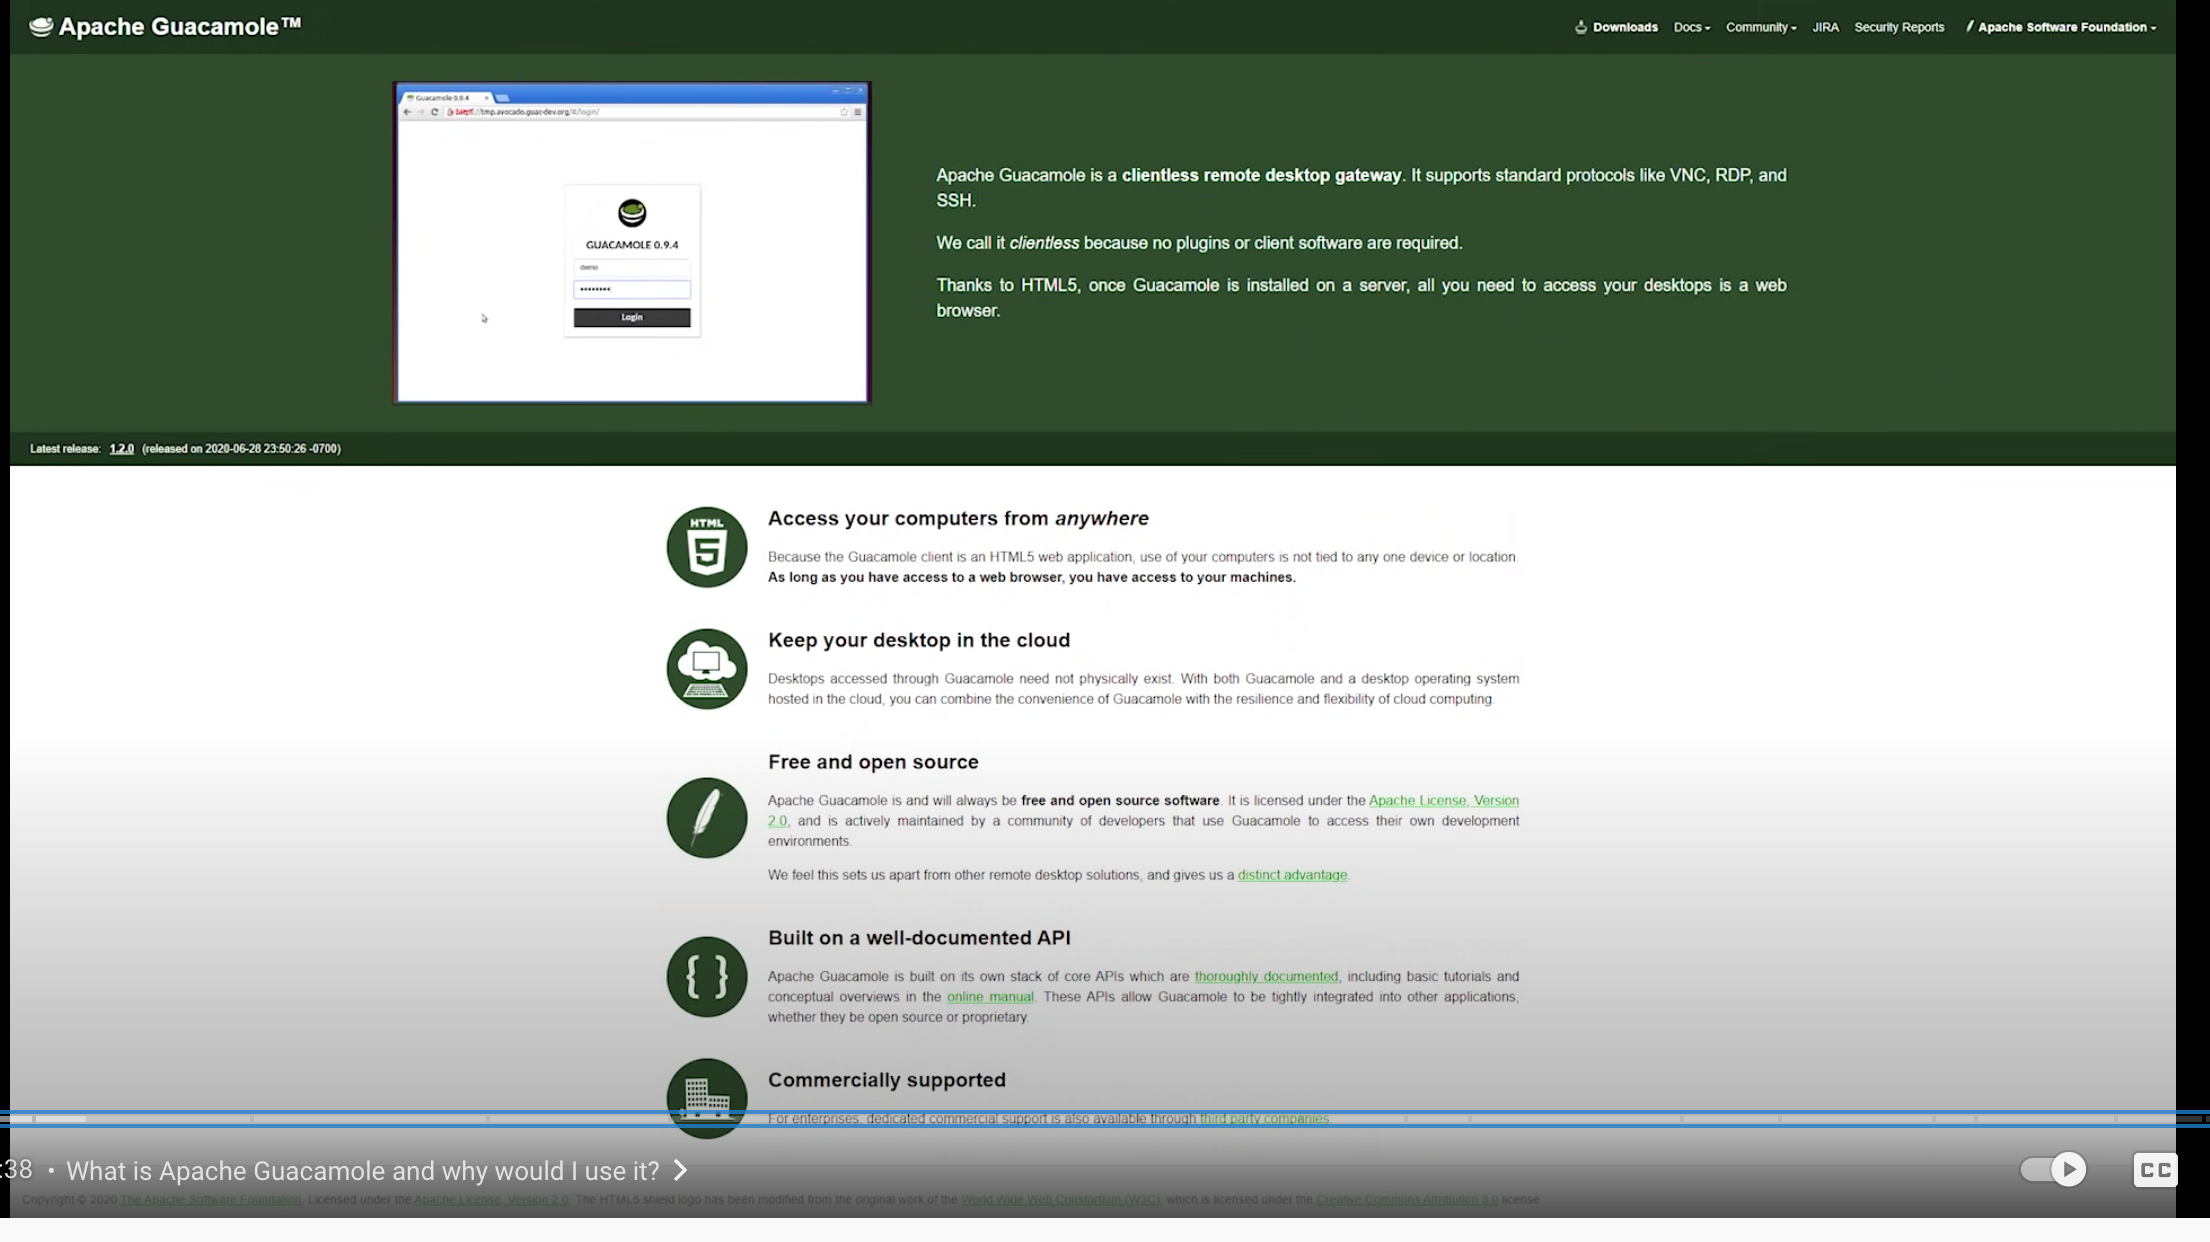 Apache Guacamole™
Downloads Docs Community JIRA Security Reports Apache Software Foundation
Guacamole 0.9.4
https://tmp.avocado.guac-dev.org/#/login/
GUACAMOLE 0.9.4
demo
••••••••
Login
Apache Guacamole is a clientless remote desktop gateway. It supports standard protocols like VNC, RDP, and
SSH.
We call it clientless because no plugins or client software are required.
Thanks to HTML5, once Guacamole is installed on a server, all you need to access your desktops is a web
browser.
Latest release: 1.2.0 (released on 2020-06-28 23:50:26 -0700)
HTML
5
Access your computers from anywhere
Because the Guacamole client is an HTML5 web application, use of your computers is not tied to any one device or location.
As long as you have access to a web browser, you have access to your machines.
Keep your desktop in the cloud
Desktops accessed through Guacamole need not physically exist. With both Guacamole and a desktop operating system
hosted in the cloud, you can combine the convenience of Guacamole with the resilience and flexibility of cloud computing.
Free and open source
Apache Guacamole is and will always be free and open source software. It is licensed under the Apache License, Version
2.0, and is actively maintained by a community of developers that use Guacamole to access their own development
environments.
We feel this sets us apart from other remote desktop solutions, and gives us a distinct advantage.
{ }
Built on a well-documented API
Apache Guacamole is built on its own stack of core APIs which are thoroughly documented, including basic tutorials and
conceptual overviews in the online manual. These APIs allow Guacamole to be tightly integrated into other applications,
whether they be open source or proprietary.
Commercially supported
For enterprises, dedicated commercial support is also available through third party companies.
:38 • What is Apache Guacamole and why would I use it?
CC
Copyright © 2020 The Apache Software Foundation. Licensed under the Apache License, Version 2.0. The HTML5 shield logo has been modified from the original work of the World Wide Web Consortium (W3C), which is licensed under the Creative Commons Attribution 3.0 license.